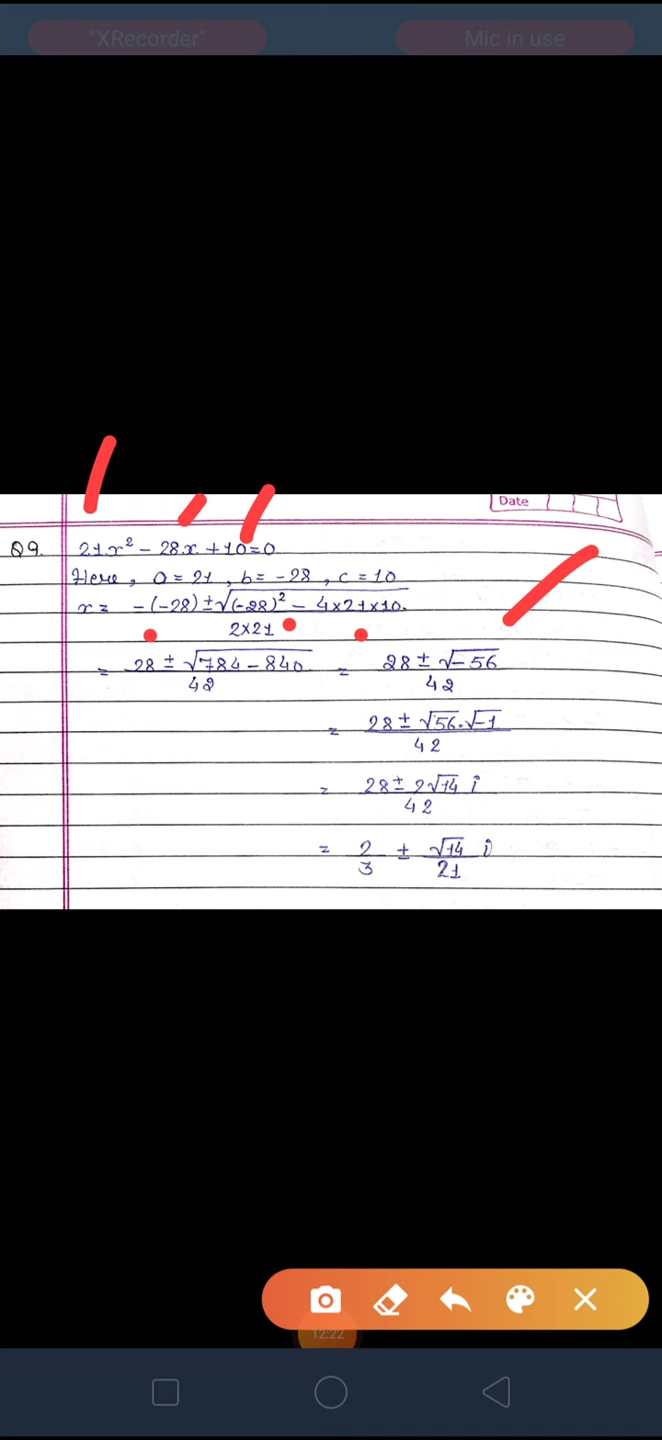 "XRecorder" Mic in use
Date
Q9. 21x² - 28x + 10 = 0
Here, a = 21, b = -28, c = 10
x = -(-28) ± √(-28)² - 4×21×10.
2×21
= 28 ± √784 - 840 = 28 ± √-56
42 42
= 28 ± √56.√-1
42
= 28 ± 2√14 i
42
= 2 ± √14 i
3 21
12:22